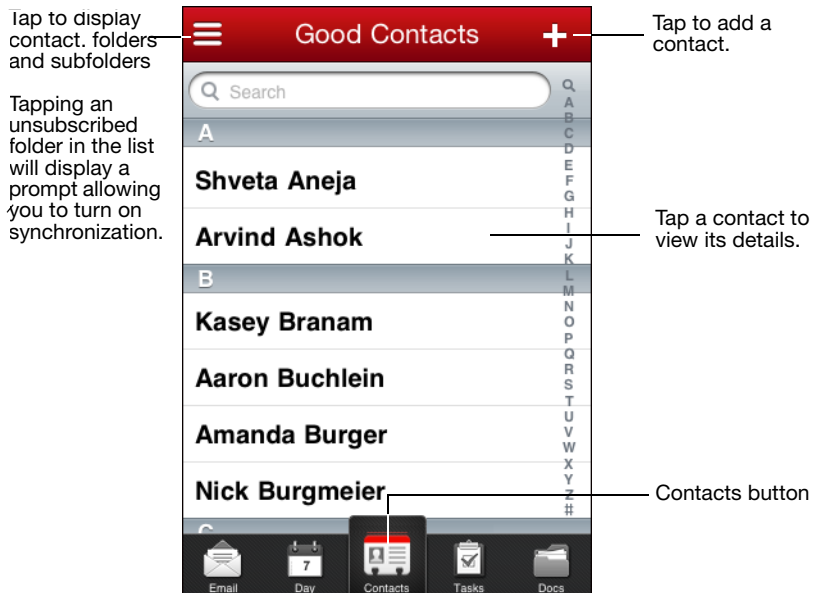 Tap to display
contact. folders
and subfolders
Tapping an
unsubscribed
folder in the list
will display a
prompt allowing
you to turn on
synchronization.
Good Contacts
+
Tap to add a
contact.
Search
A
Shveta Aneja
Arvind Ashok
B
Kasey Branam
Aaron Buchlein
Amanda Burger
Nick Burgmeier
C
A
B
C
D
E
F
G
H
I
J
K
L
M
N
O
P
Q
R
S
T
U
V
W
X
Y
Z
#
Tap a contact to
view its details.
Contacts button
Email
7
Day
Contacts
Tasks
Docs